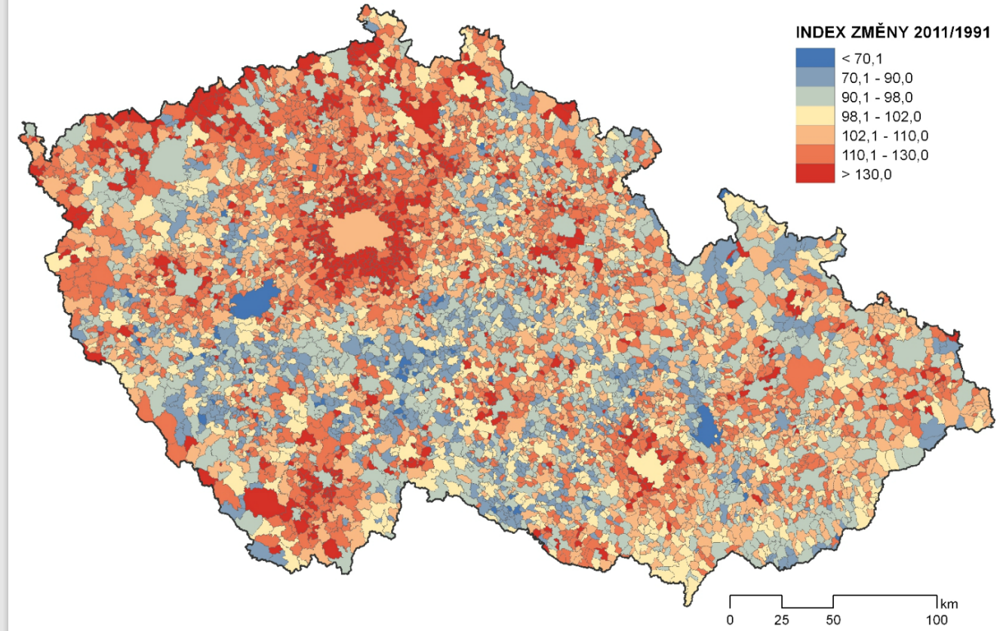 INDEX ZMĚNY 2011/1991
< 70,1
70,1 - 90,0
90,1 - 98,0
98,1 - 102,0
102,1 - 110,0
110,1 - 130,0
> 130,0
km
0 25 50 100